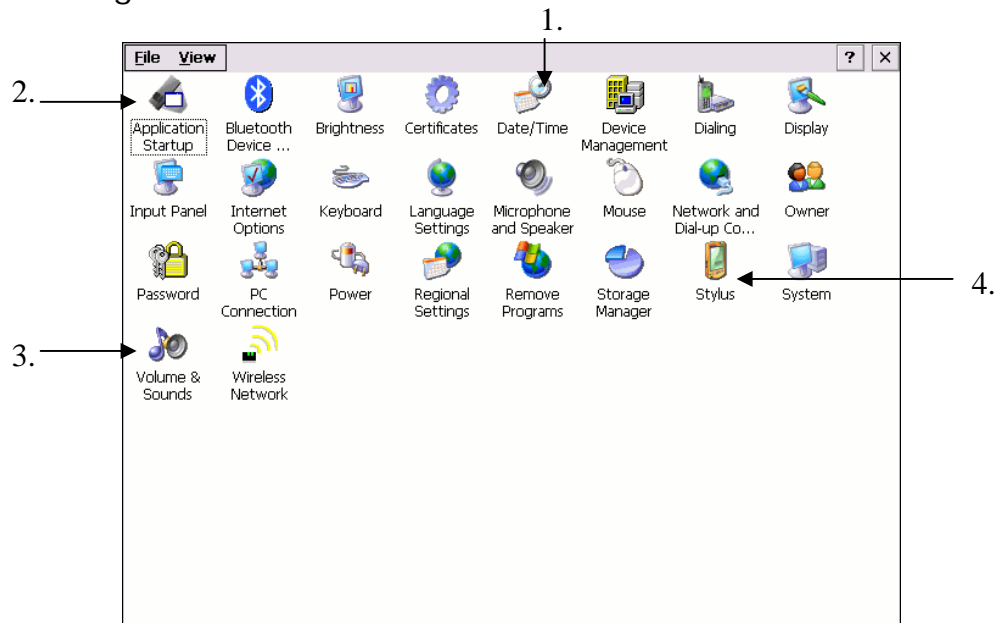 1.
File View ? ×
2.
Application Startup
Bluetooth Device ...
Brightness
Certificates
Date/Time
Device Management
Dialing
Display
Input Panel
Internet Options
Keyboard
Language Settings
Microphone and Speaker
Mouse
Network and Dial-up Co...
Owner
Password
PC Connection
Power
Regional Settings
Remove Programs
Storage Manager
Stylus
System
4.
3.
Volume & Sounds
Wireless Network